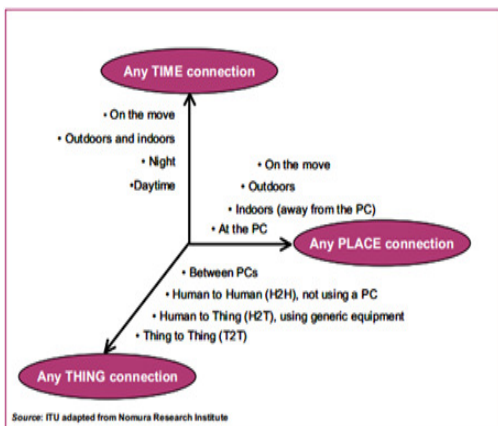 Any TIME connection
• On the move
• Outdoors and indoors
• Night
•Daytime
• On the move
• Outdoors
• Indoors (away from the PC)
• At the PC
Any PLACE connection
• Between PCs
• Human to Human (H2H), not using a PC
• Human to Thing (H2T), using generic equipment
• Thing to Thing (T2T)
Any THING connection
Source: ITU adapted from Nomura Research Institute